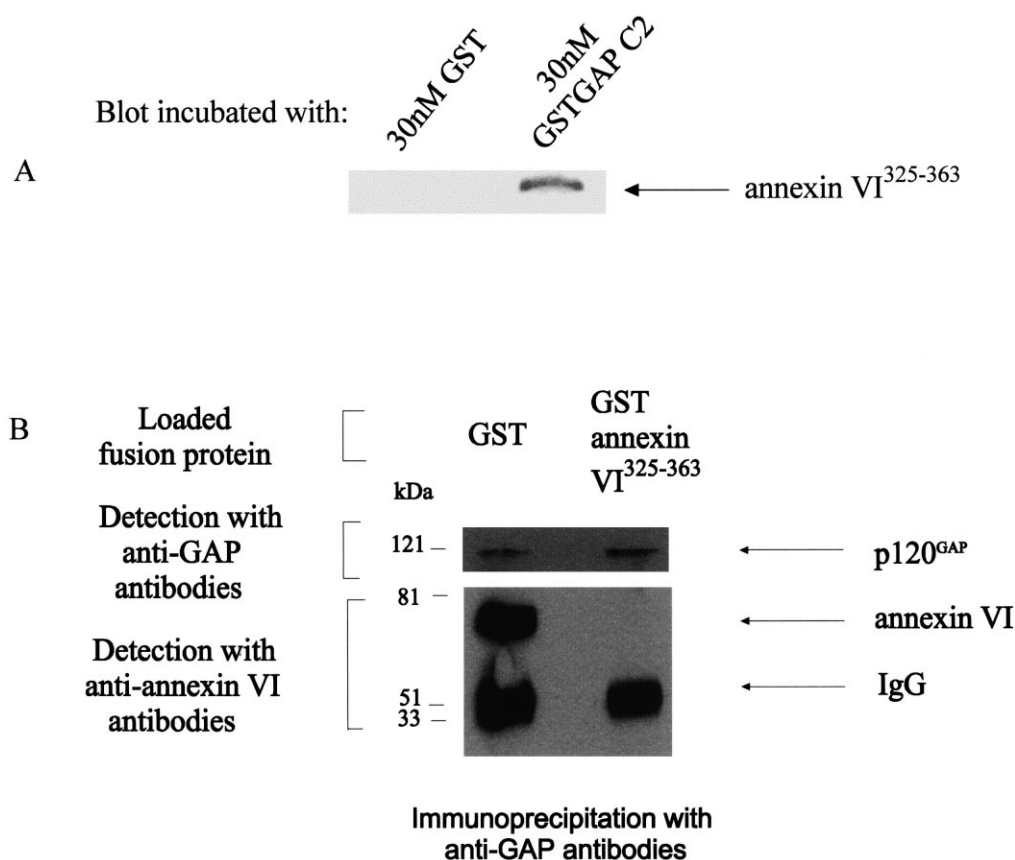 Blot incubated with:
30nM GST
30nM
GSTGAP C2
A
annexin VI325-363
B
Loaded
fusion protein
GST
GST
annexin
VI325-363
kDa
Detection with
anti-GAP
antibodies
121
p120GAP
81
annexin VI
Detection with
anti-annexin VI
antibodies
51
33
IgG
Immunoprecipitation with
anti-GAP antibodies